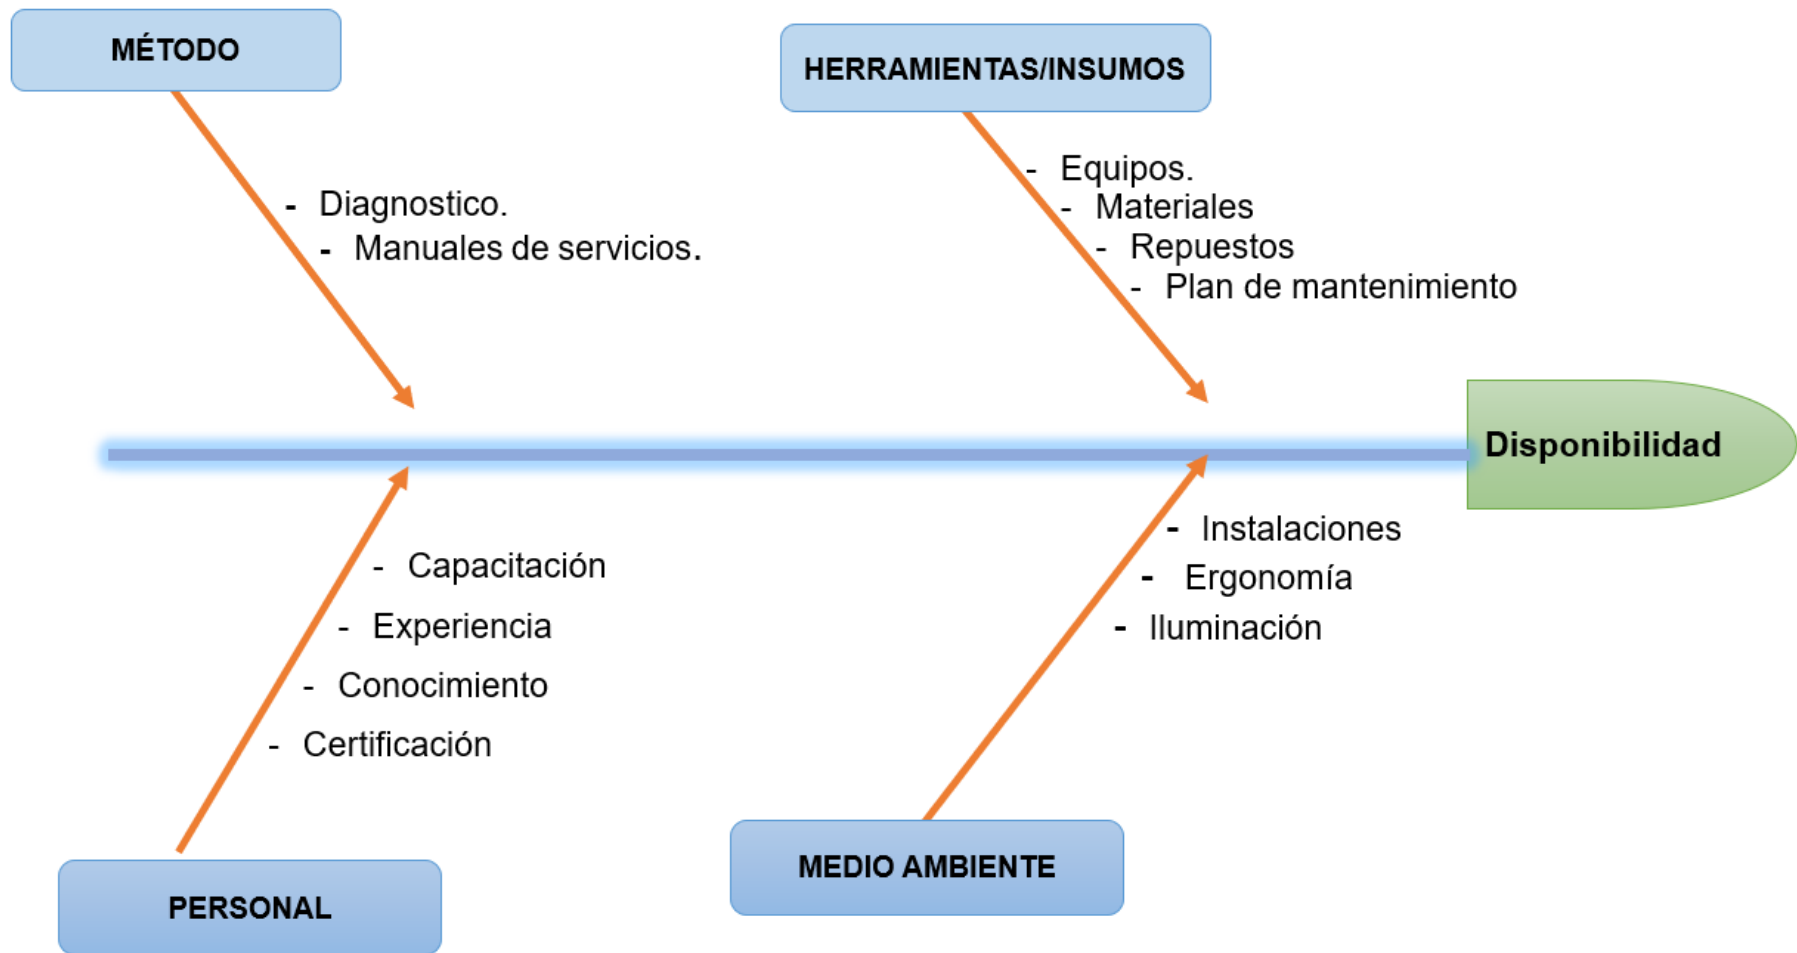 MÉTODO
HERRAMIENTAS/INSUMOS
- Diagnostico.
- Manuales de servicios.
- Equipos.
- Materiales
- Repuestos
- Plan de mantenimiento
Disponibilidad
- Capacitación
- Experiencia
- Conocimiento
- Certificación
- Instalaciones
- Ergonomía
- Iluminación
PERSONAL
MEDIO AMBIENTE